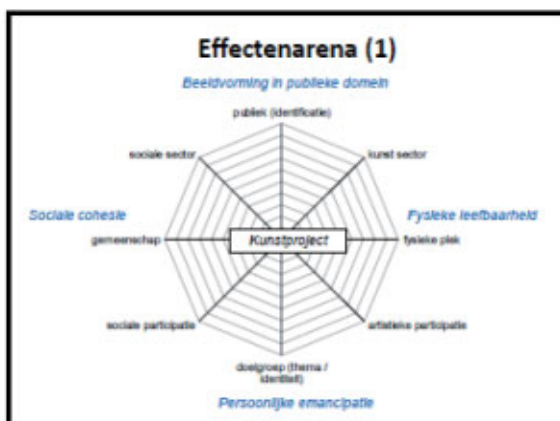 Effectenarena (1)
Beeldvorming in publieke domein
publiek (identificatie)
sociale sector
kunst sector
Sociale cohesie
Fysieke leefbaarheid
gemeenschap
Kunstproject
fysieke plek
sociale participatie
artistieke participatie
doelgroep (thema /
identiteit)
Persoonlijke emancipatie